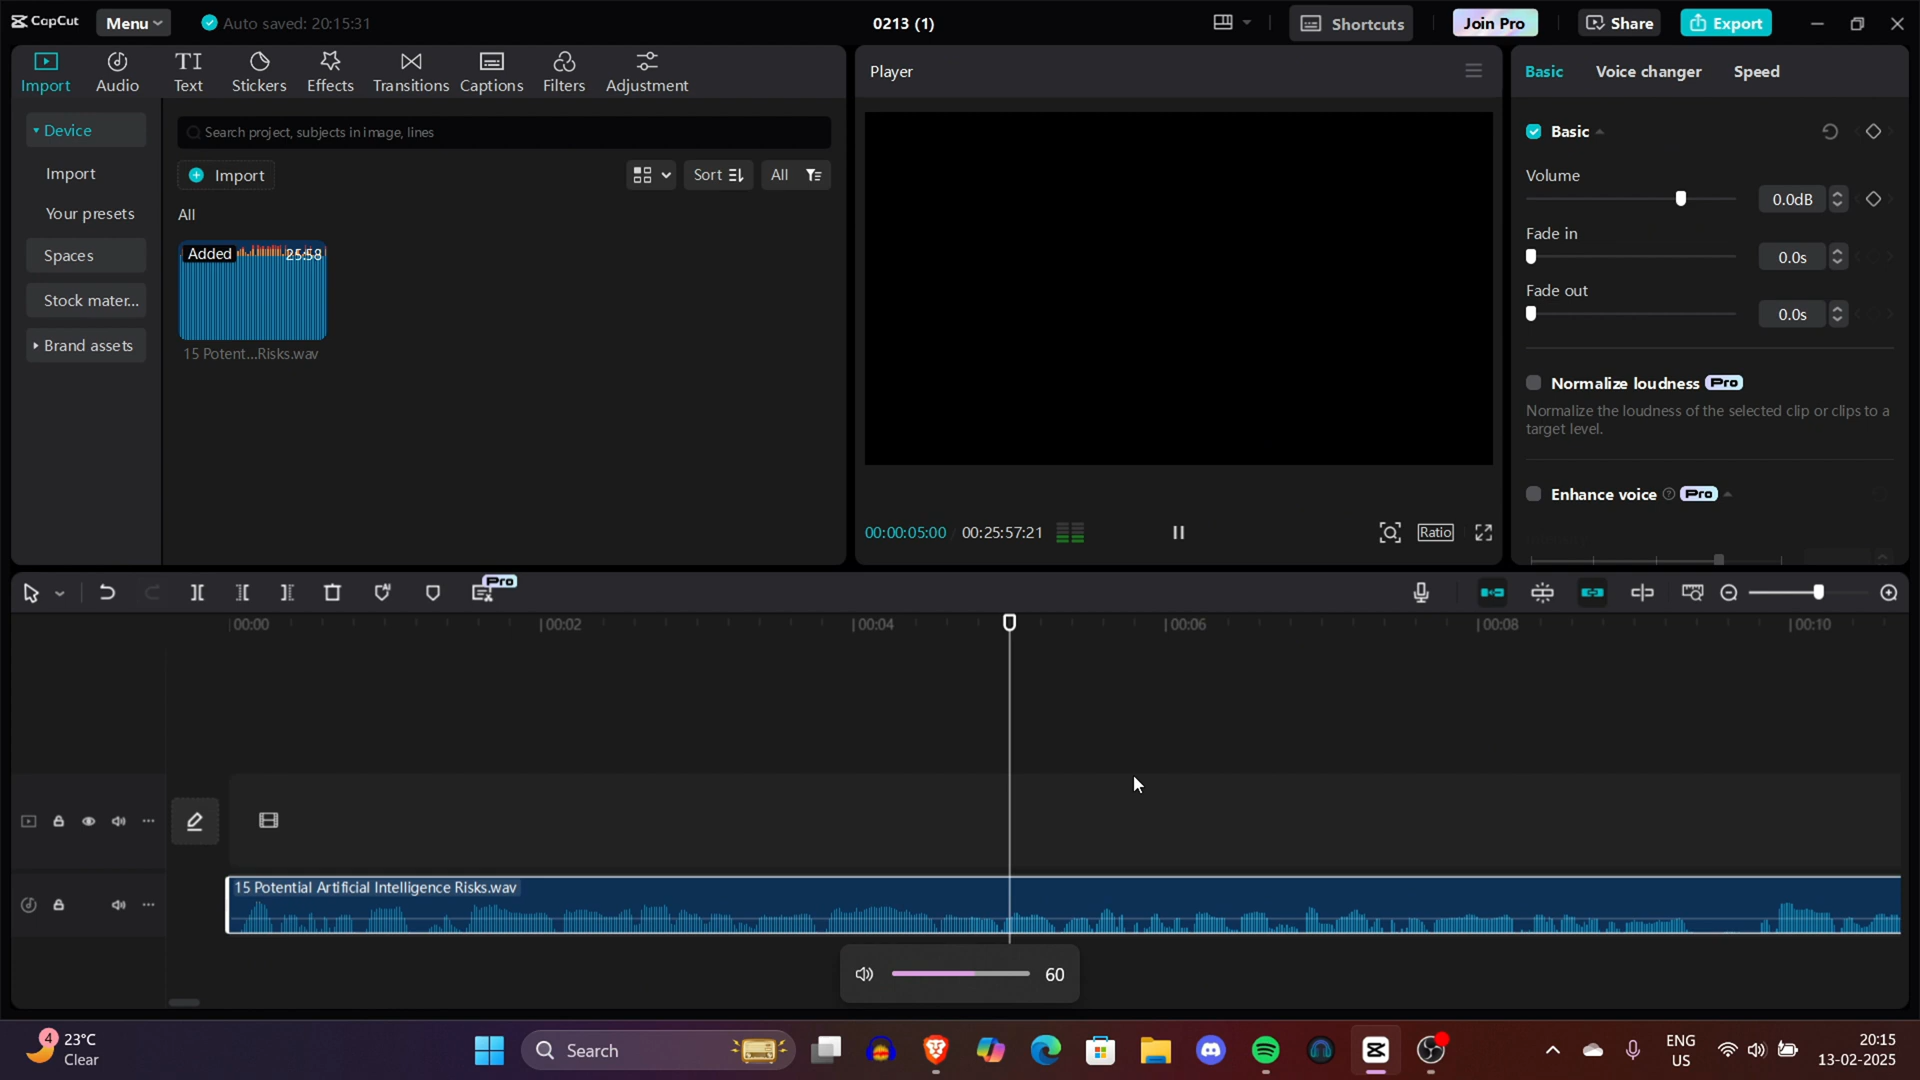 CapCut
Menu
Auto saved: 20:15:31
0213 (1)
Shortcuts
Join Pro
Share
Export
Import
Audio
Text
Stickers
Effects
Transitions
Captions
Filters
Adjustment
Device
Import
Your presets
Spaces
Stock mater...
Brand assets
Search project, subjects in image, lines
Import
Sort
All
All
Added
25:58
15 Potent...Risks.wav
Player
00:00:05:00
00:25:57:21
Ratio
Basic
Voice changer
Speed
Basic
Volume
0.0dB
Fade in
0.0s
Fade out
0.0s
Normalize loudness Pro
Normalize the loudness of the selected clip or clips to a
target level.
Enhance voice Pro
Pro
00:00
00:02
00:04
00:06
00:08
00:10
15 Potential Artificial Intelligence Risks.wav
60
4
23°C
Clear
Search
ENG
US
20:15
13-02-2025